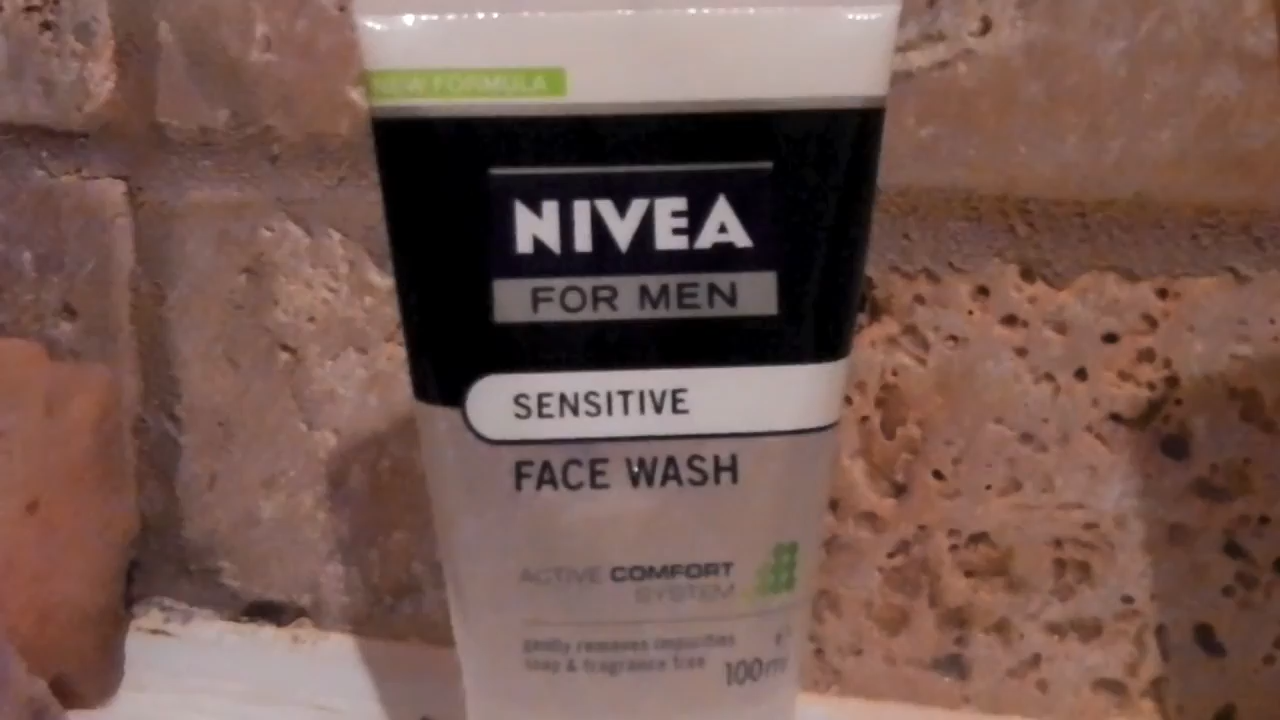 NEW FORMULA
NIVEA
FOR MEN
SENSITIVE
FACE WASH
ACTIVE COMFORT
SYSTEM
gently removes impurities
soap & fragrance free
100ml